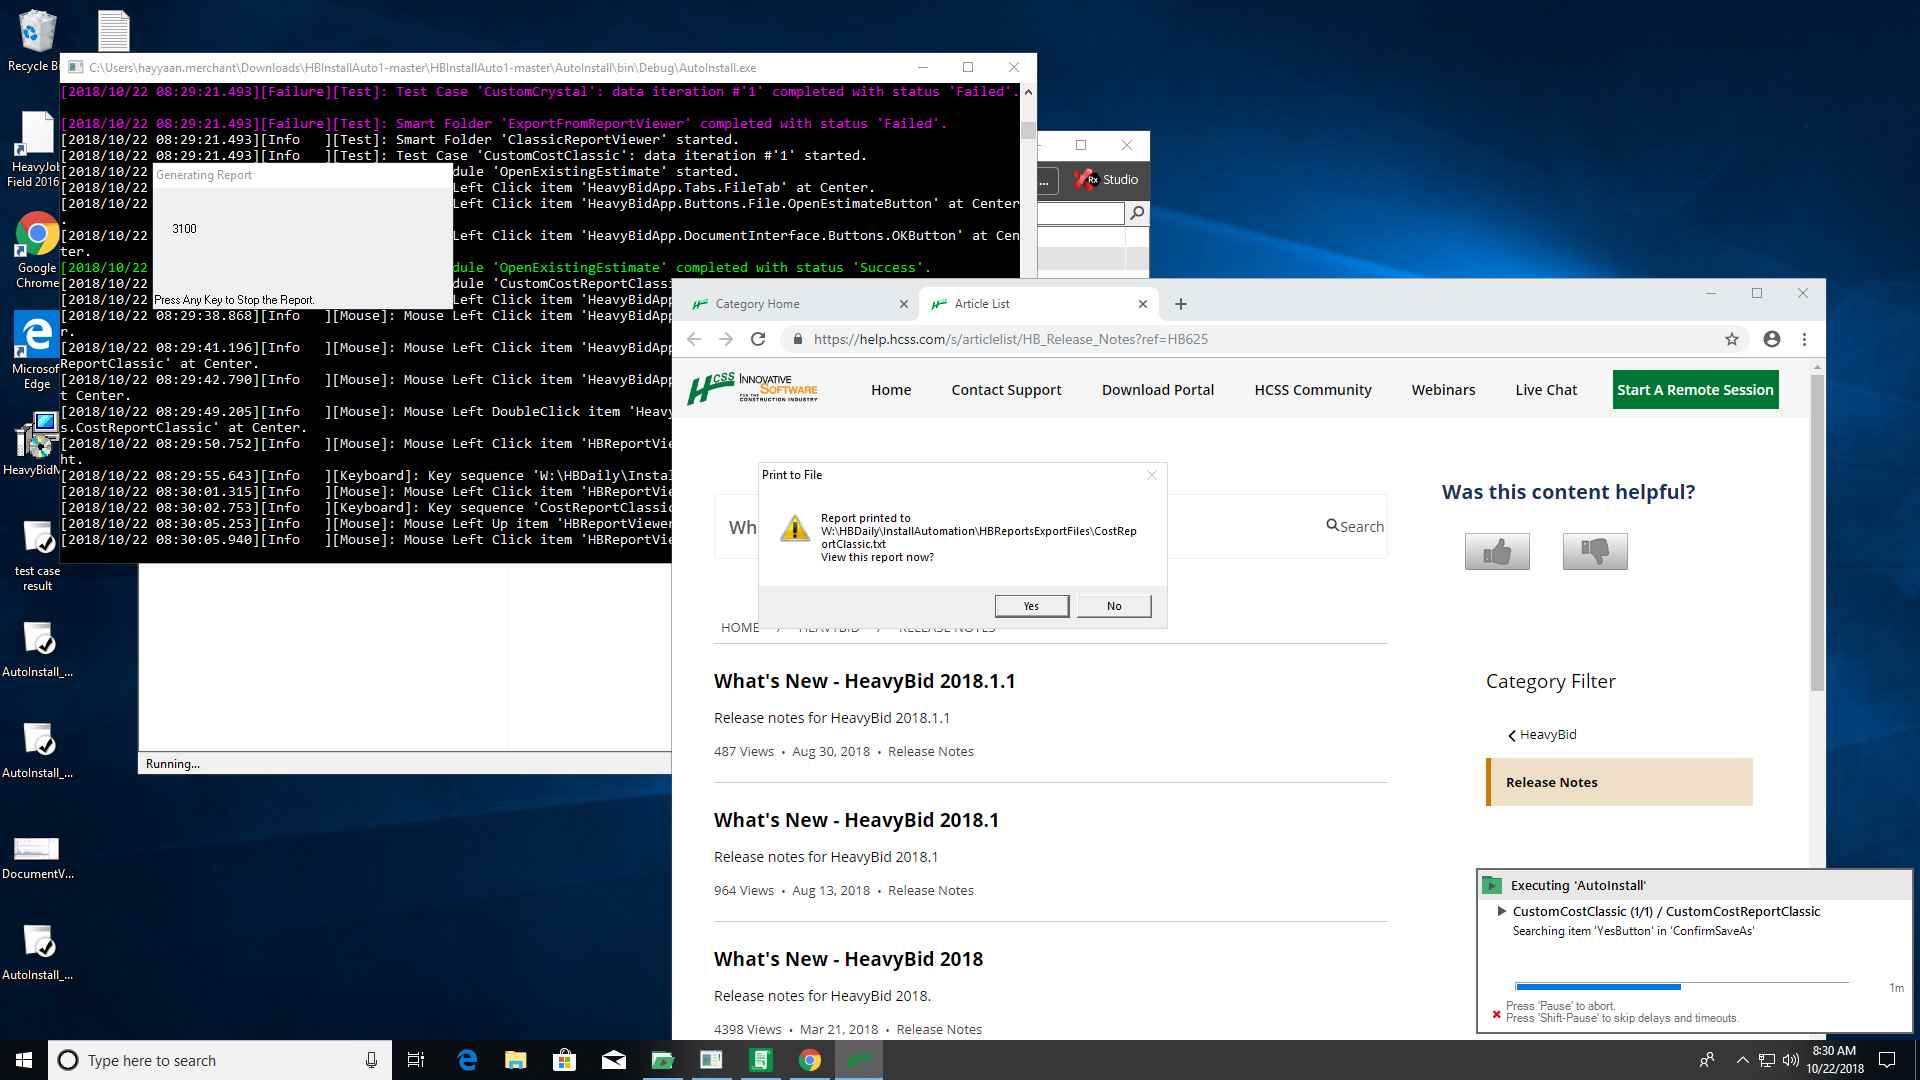 Recycle Bi
C:\Users\hayyaan.merchant\Downloads\HBInstallAuto1-master\HBInstallAuto1-master\AutoInstall\bin\Debug\AutoInstall.exe
[2018/10/22 08:29:21.493][Failure][Test]: Test Case 'CustomCrystal': data iteration #'1' completed with status 'Failed'.
[2018/10/22 08:29:21.493][Failure][Test]: Smart Folder 'ExportFromReportViewer' completed with status 'Failed'.
[2018/10/22 08:29:21.493][Info   ][Test]: Smart Folder 'ClassicReportViewer' started.
[2018/10/22 08:29:21.493][Info   ][Test]: Test Case 'CustomCostClassic': data iteration #'1' started.
[2018/10/22 dule 'OpenExistingEstimate' started.
[2018/10/22 Left Click item 'HeavyBidApp.Tabs.FileTab' at Center.
[2018/10/22 Left Click item 'HeavyBidApp.Buttons.File.OpenEstimateButton' at Center
.
[2018/10/22 Left Click item 'HeavyBidApp.DocumentInterface.Buttons.OKButton' at Cen
ter.
[2018/10/22 dule 'OpenExistingEstimate' completed with status 'Success'.
[2018/10/22 dule 'CustomCostReportClassi
[2018/10/22 Left Click item 'HeavyBidApp
[2018/10/22 08:29:38.868][Info   ][Mouse]: Mouse Left Click item 'HeavyBidApp
r.
[2018/10/22 08:29:41.196][Info   ][Mouse]: Mouse Left Click item 'HeavyBidApp
ReportClassic' at Center.
[2018/10/22 08:29:42.790][Info   ][Mouse]: Mouse Left Click item 'HeavyBidApp
t Center.
[2018/10/22 08:29:49.205][Info   ][Mouse]: Mouse Left DoubleClick item 'Heavy
s.CostReportClassic' at Center.
[2018/10/22 08:29:50.752][Info   ][Mouse]: Mouse Left Click item 'HBReportVie
ht.
[2018/10/22 08:29:55.643][Info   ][Keyboard]: Key sequence 'W:\HBDaily\Instal
[2018/10/22 08:30:01.315][Info   ][Mouse]: Mouse Left Click item 'HBReportVie
[2018/10/22 08:30:02.753][Info   ][Keyboard]: Key sequence 'CostReportClassic
[2018/10/22 08:30:05.253][Info   ][Mouse]: Mouse Left Up item 'HBReportViewer
[2018/10/22 08:30:05.940][Info   ][Mouse]: Mouse Left Click item 'HBReportVie
Generating Report
3100
Press Any Key to Stop the Report.
HeavyJob
Field 2016
Google
Chrome
Microsof
Edge
HeavyBidM
test case
result
AutoInstall_...
AutoInstall_...
DocumentV...
AutoInstall_...
Running...
...
Rx
Studio
Category Home
Article List
https://help.hcss.com/s/articlelist/HB_Release_Notes?ref=HB625
HCSS INNOVATIVE
SOFTWARE
FOR THE
CONSTRUCTION INDUSTRY
Home
Contact Support
Download Portal
HCSS Community
Webinars
Live Chat
Start A Remote Session
Wh
Search
Print to File
Report printed to
W:\HBDaily\InstallAutomation\HBReportsExportFiles\CostRep
ortClassic.txt
View this report now?
Yes
No
HOME / HEAVYBID / RELEASE NOTES
Was this content helpful?
What's New - HeavyBid 2018.1.1
Release notes for HeavyBid 2018.1.1
487 Views • Aug 30, 2018 • Release Notes
What's New - HeavyBid 2018.1
Release notes for HeavyBid 2018.1
964 Views • Aug 13, 2018 • Release Notes
What's New - HeavyBid 2018
Release notes for HeavyBid 2018.
4398 Views • Mar 21, 2018 • Release Notes
Category Filter
HeavyBid
Release Notes
Executing 'AutoInstall'
CustomCostClassic (1/1) / CustomCostReportClassic
Searching item 'YesButton' in 'ConfirmSaveAs'
1m
Press 'Pause' to abort.
Press 'Shift-Pause' to skip delays and timeouts.
Type here to search
8:30 AM
10/22/2018